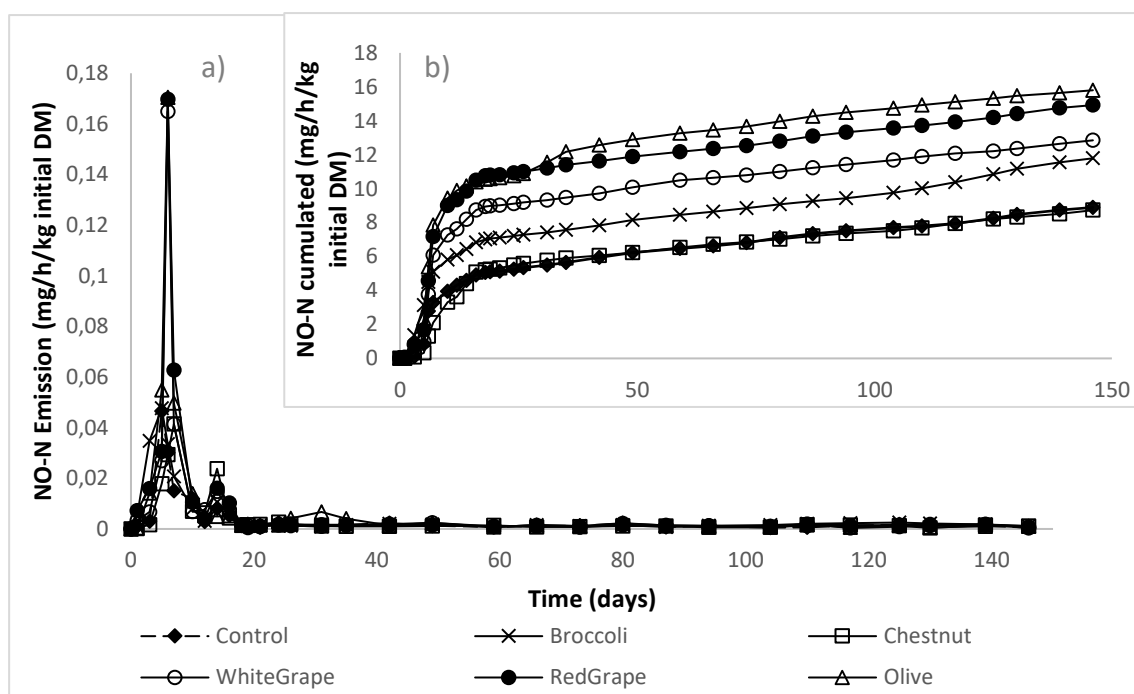 a)
NO-N Emission (mg/h/kg initial DM)
0,18
0,16
0,14
0,12
0,1
0,08
0,06
0,04
0,02
0
0
20
40
60
80
100
120
140
Time (days)
b)
NO-N cumulated (mg/h/kg
initial DM)
18
16
14
12
10
8
6
4
2
0
0
50
100
150
Control
Broccoli
Chestnut
WhiteGrape
RedGrape
Olive